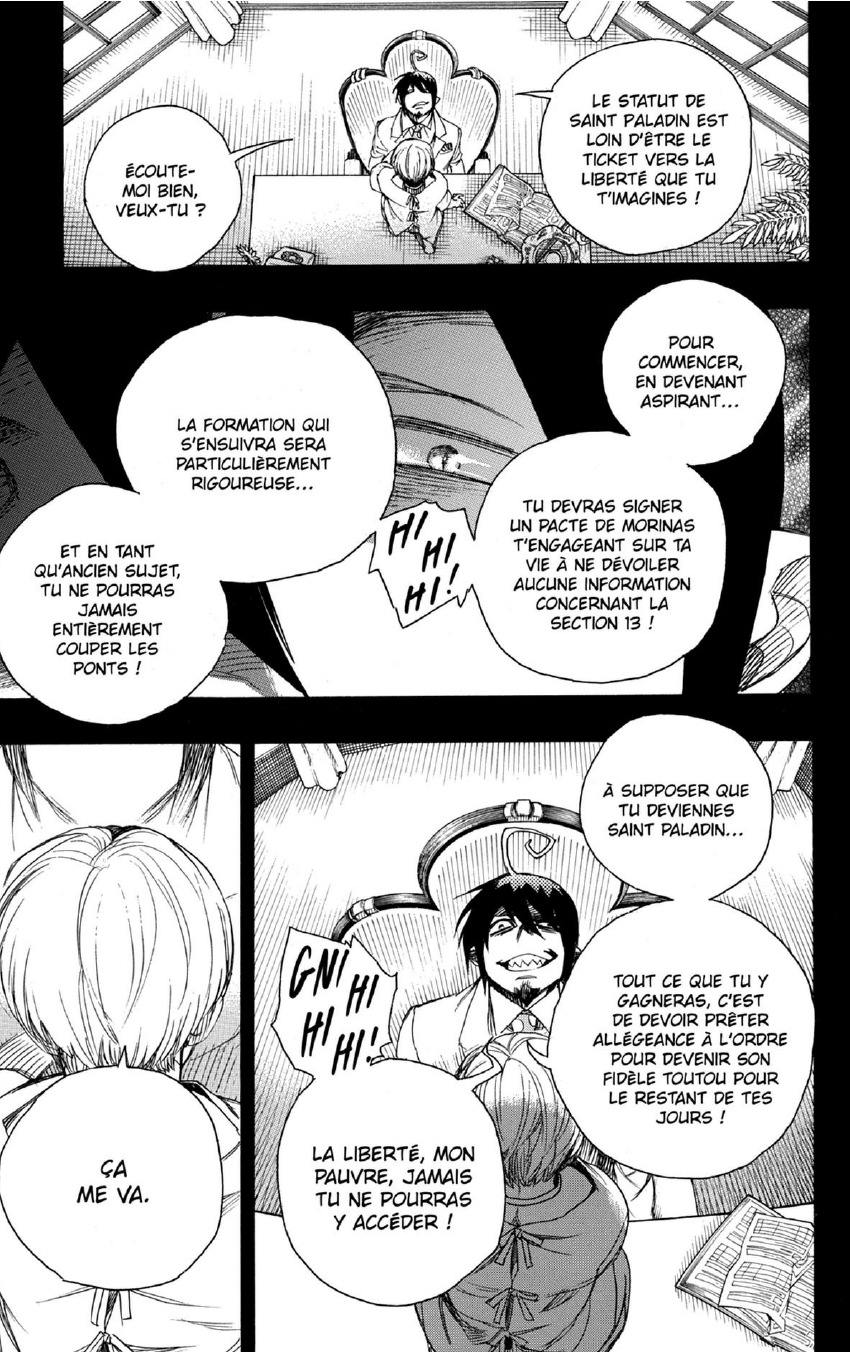 LE STATUT DE
SAINT PALADIN EST
LOIN D'ÊTRE LE
TICKET VERS LA
LIBERTÉ QUE TU
T'IMAGINES !
ÉCOUTE-
MOI BIEN,
VEUX-TU ?
POUR
COMMENCER,
EN DEVENANT
ASPIRANT...
TU DEVRAS SIGNER
UN PACTE DE MORINAS
T'ENGAGEANT SUR TA
VIE À NE DÉVOILER
AUCUNE INFORMATION
CONCERNANT LA
SECTION 13 !
HI
HI
HI !
LA FORMATION QUI
S'ENSUIVRA SERA
PARTICULIÈREMENT
RIGOUREUSE...
ET EN TANT
QU'ANCIEN SUJET,
TU NE POURRAS
JAMAIS
ENTIÈREMENT
COUPER LES
PONTS !
À SUPPOSER QUE
TU DEVIENNES
SAINT PALADIN...
TOUT CE QUE TU Y
GAGNERAS, C'EST
DE DEVOIR PRÊTER
ALLÉGEANCE À L'ORDRE
POUR DEVENIR SON
FIDÈLE TOUTOU POUR
LE RESTANT DE TES
JOURS !
GNI
HI
HI
HI !
LA LIBERTÉ, MON
PAUVRE, JAMAIS
TU NE POURRAS
Y ACCÉDER !
ÇA
ME VA.